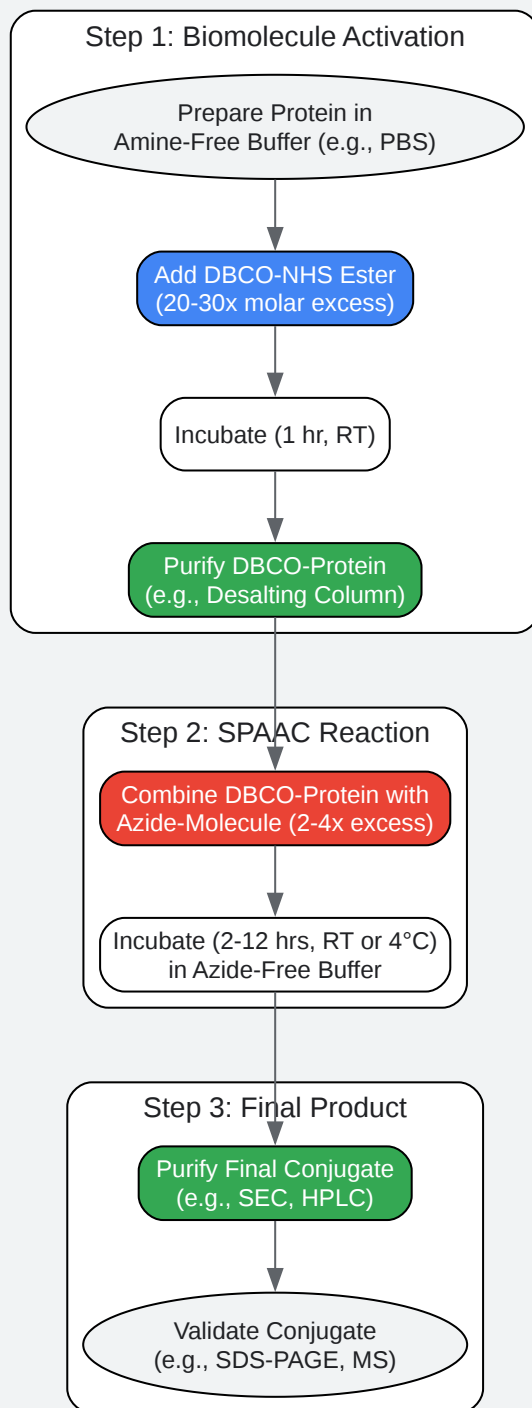 Step 1: Biomolecule Activation
Prepare Protein in
Amine-Free Buffer (e.g., PBS)
Add DBCO-NHS Ester
(20-30x molar excess)
Incubate (1 hr, RT)
Purify DBCO-Protein
(e.g., Desalting Column)
Step 2: SPAAC Reaction
Combine DBCO-Protein with
Azide-Molecule (2-4x excess)
Incubate (2-12 hrs, RT or 4°C)
in Azide-Free Buffer
Step 3: Final Product
Purify Final Conjugate
(e.g., SEC, HPLC)
Validate Conjugate
(e.g., SDS-PAGE, MS)